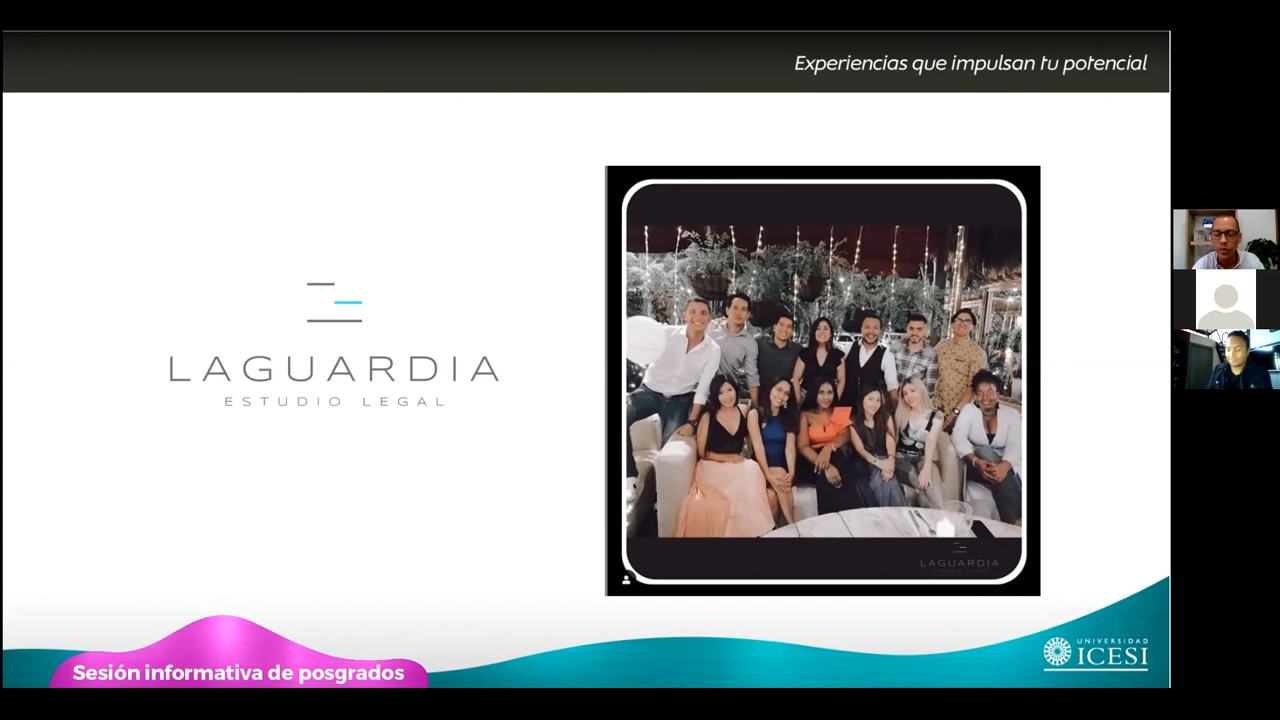 Experiencias que impulsan tu potencial
LAGUARDIA
ESTUDIO LEGAL
LAGUARDIA
Sesión informativa de posgrados
UNIVERSIDAD
ICESI